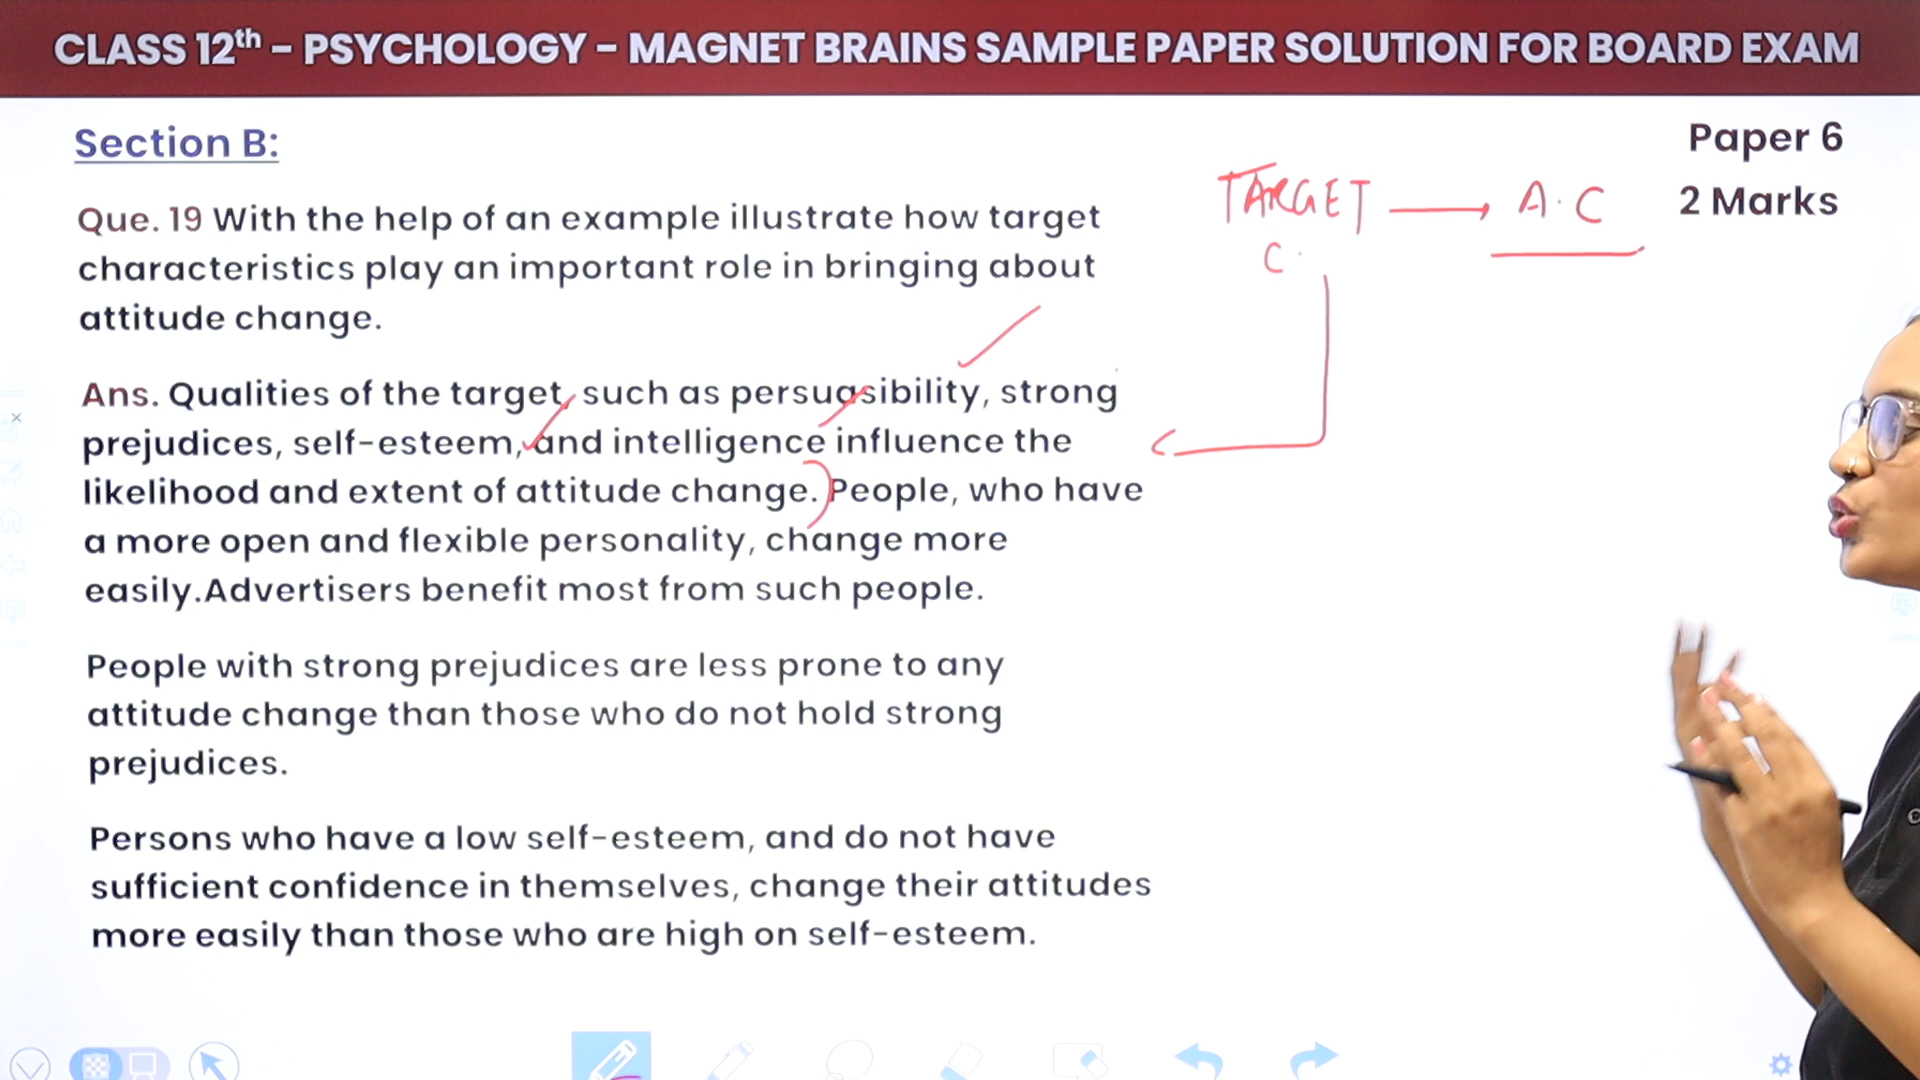 CLASS 12th – PSYCHOLOGY – MAGNET BRAINS SAMPLE PAPER SOLUTION FOR BOARD EXAM
Section B:
Paper 6
2 Marks
TARGET → A.C
C.
Que. 19 With the help of an example illustrate how target
characteristics play an important role in bringing about
attitude change.
Ans. Qualities of the target, such as persuasibility, strong
prejudices, self-esteem, and intelligence influence the
likelihood and extent of attitude change. People, who have
a more open and flexible personality, change more
easily.Advertisers benefit most from such people.
People with strong prejudices are less prone to any
attitude change than those who do not hold strong
prejudices.
Persons who have a low self-esteem, and do not have
sufficient confidence in themselves, change their attitudes
more easily than those who are high on self-esteem.